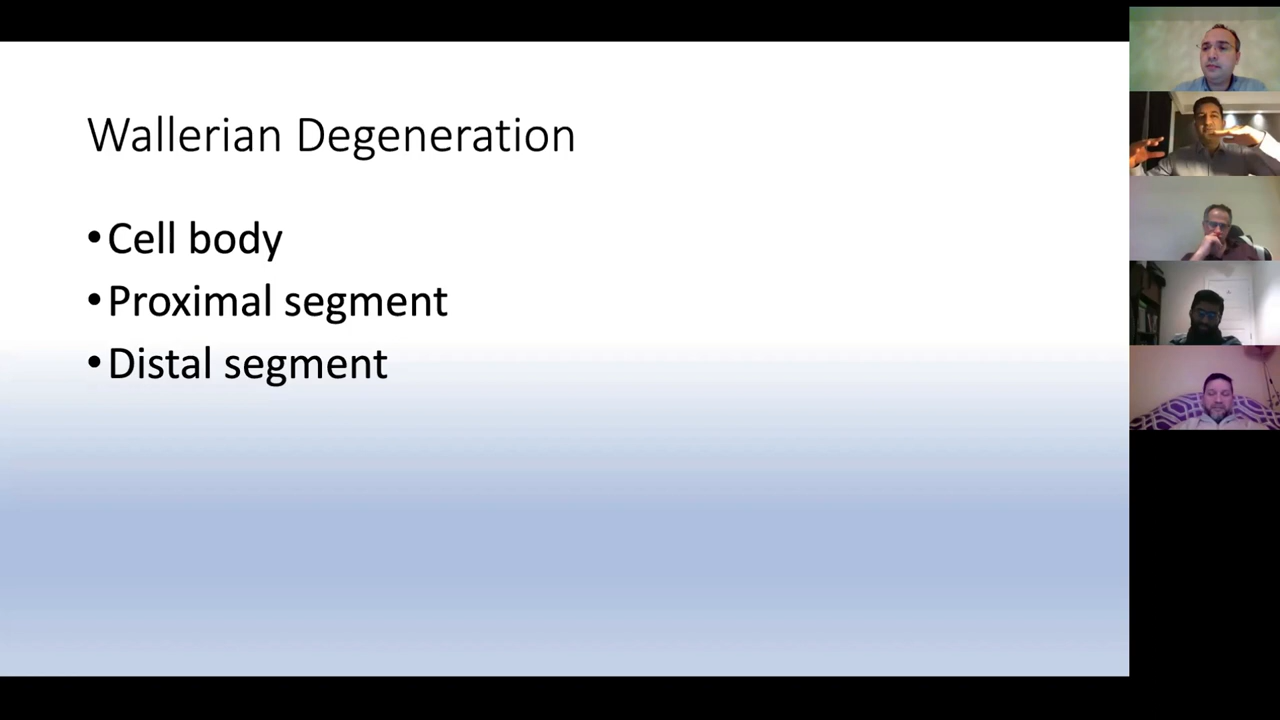 Wallerian Degeneration
•Cell body
•Proximal segment
•Distal segment